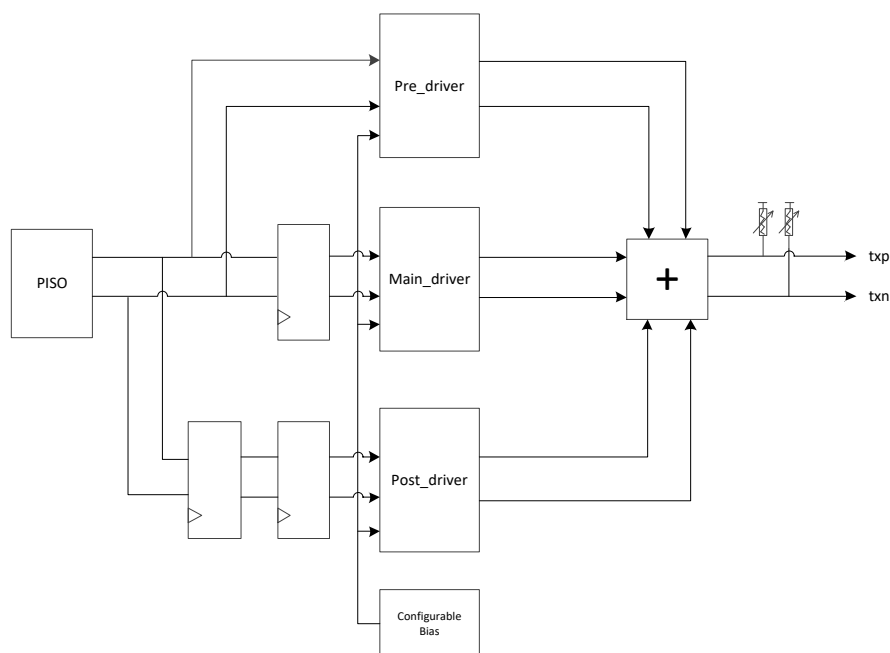 Pre_driver
PISO
Main_driver
+
txp
txn
Post_driver
Configurable
Bias